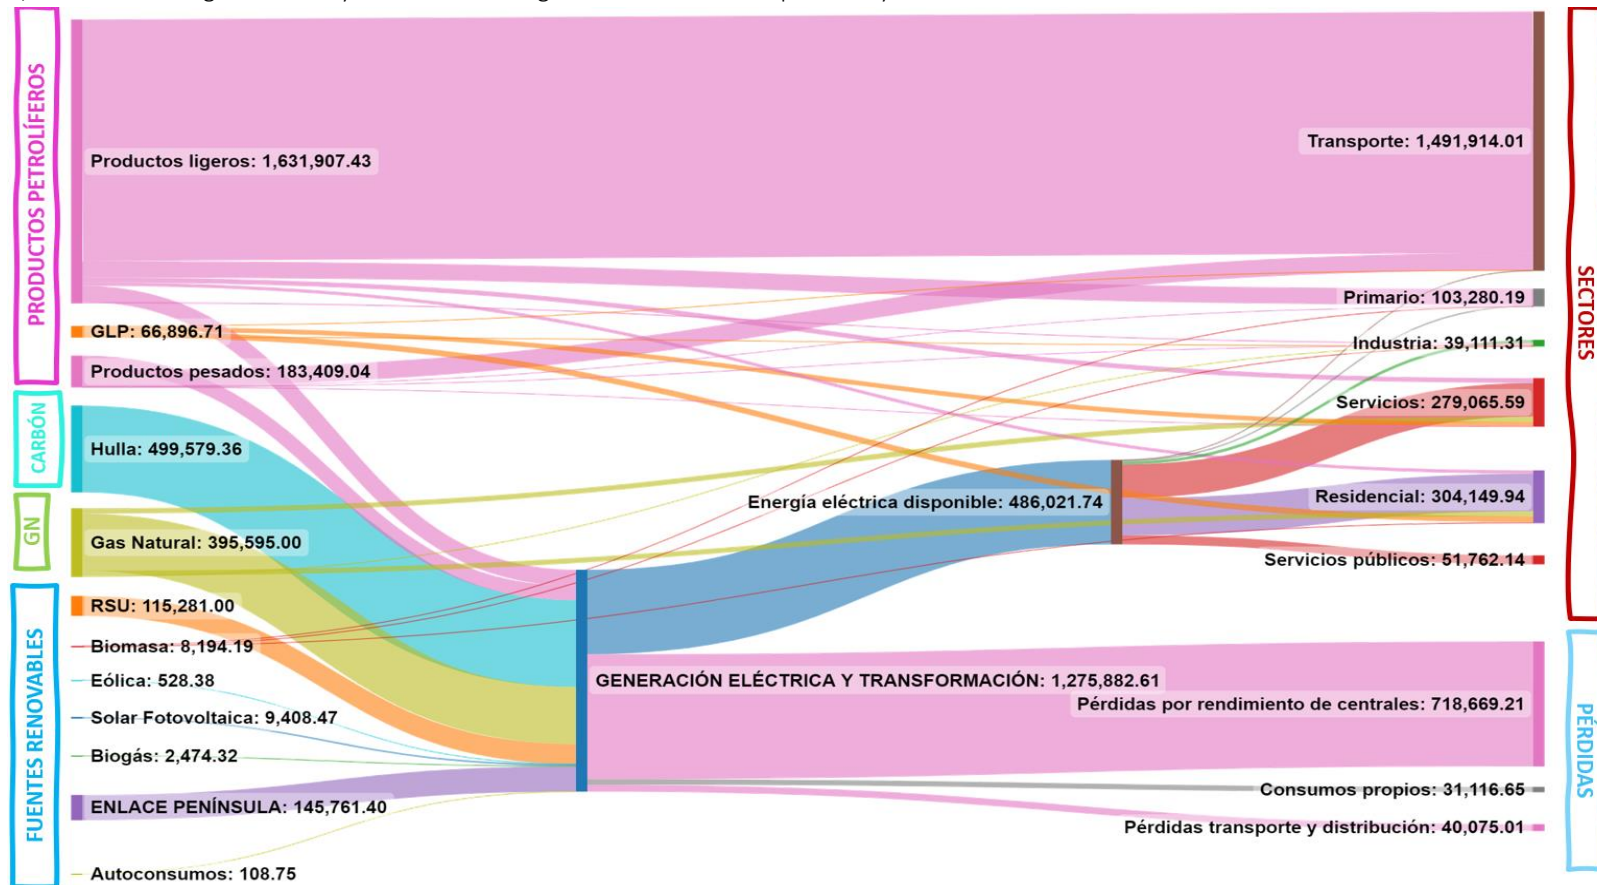 PRODUCTOS PETROLÍFEROS
CARBÓN
GN
FUENTES RENOVABLES
Productos ligeros: 1,631,907.43
GLP: 66,896.71
Productos pesados: 183,409.04
Hulla: 499,579.36
Gas Natural: 395,595.00
RSU: 115,281.00
Biomasa: 8,194.19
Eólica: 528.38
Solar Fotovoltaica: 9,408.47
Biogás: 2,474.32
ENLACE PENÍNSULA: 145,761.40
Autoconsumos: 108.75
GENERACIÓN ELÉCTRICA Y TRANSFORMACIÓN: 1,275,882.61
Energía eléctrica disponible: 486,021.74
Transporte: 1,491,914.01
Primario: 103,280.19
Industria: 39,111.31
Servicios: 279,065.59
Residencial: 304,149.94
Servicios públicos: 51,762.14
Pérdidas por rendimiento de centrales: 718,669.21
Consumos propios: 31,116.65
Pérdidas transporte y distribución: 40,075.01
SECTORES
PÉRDIDAS